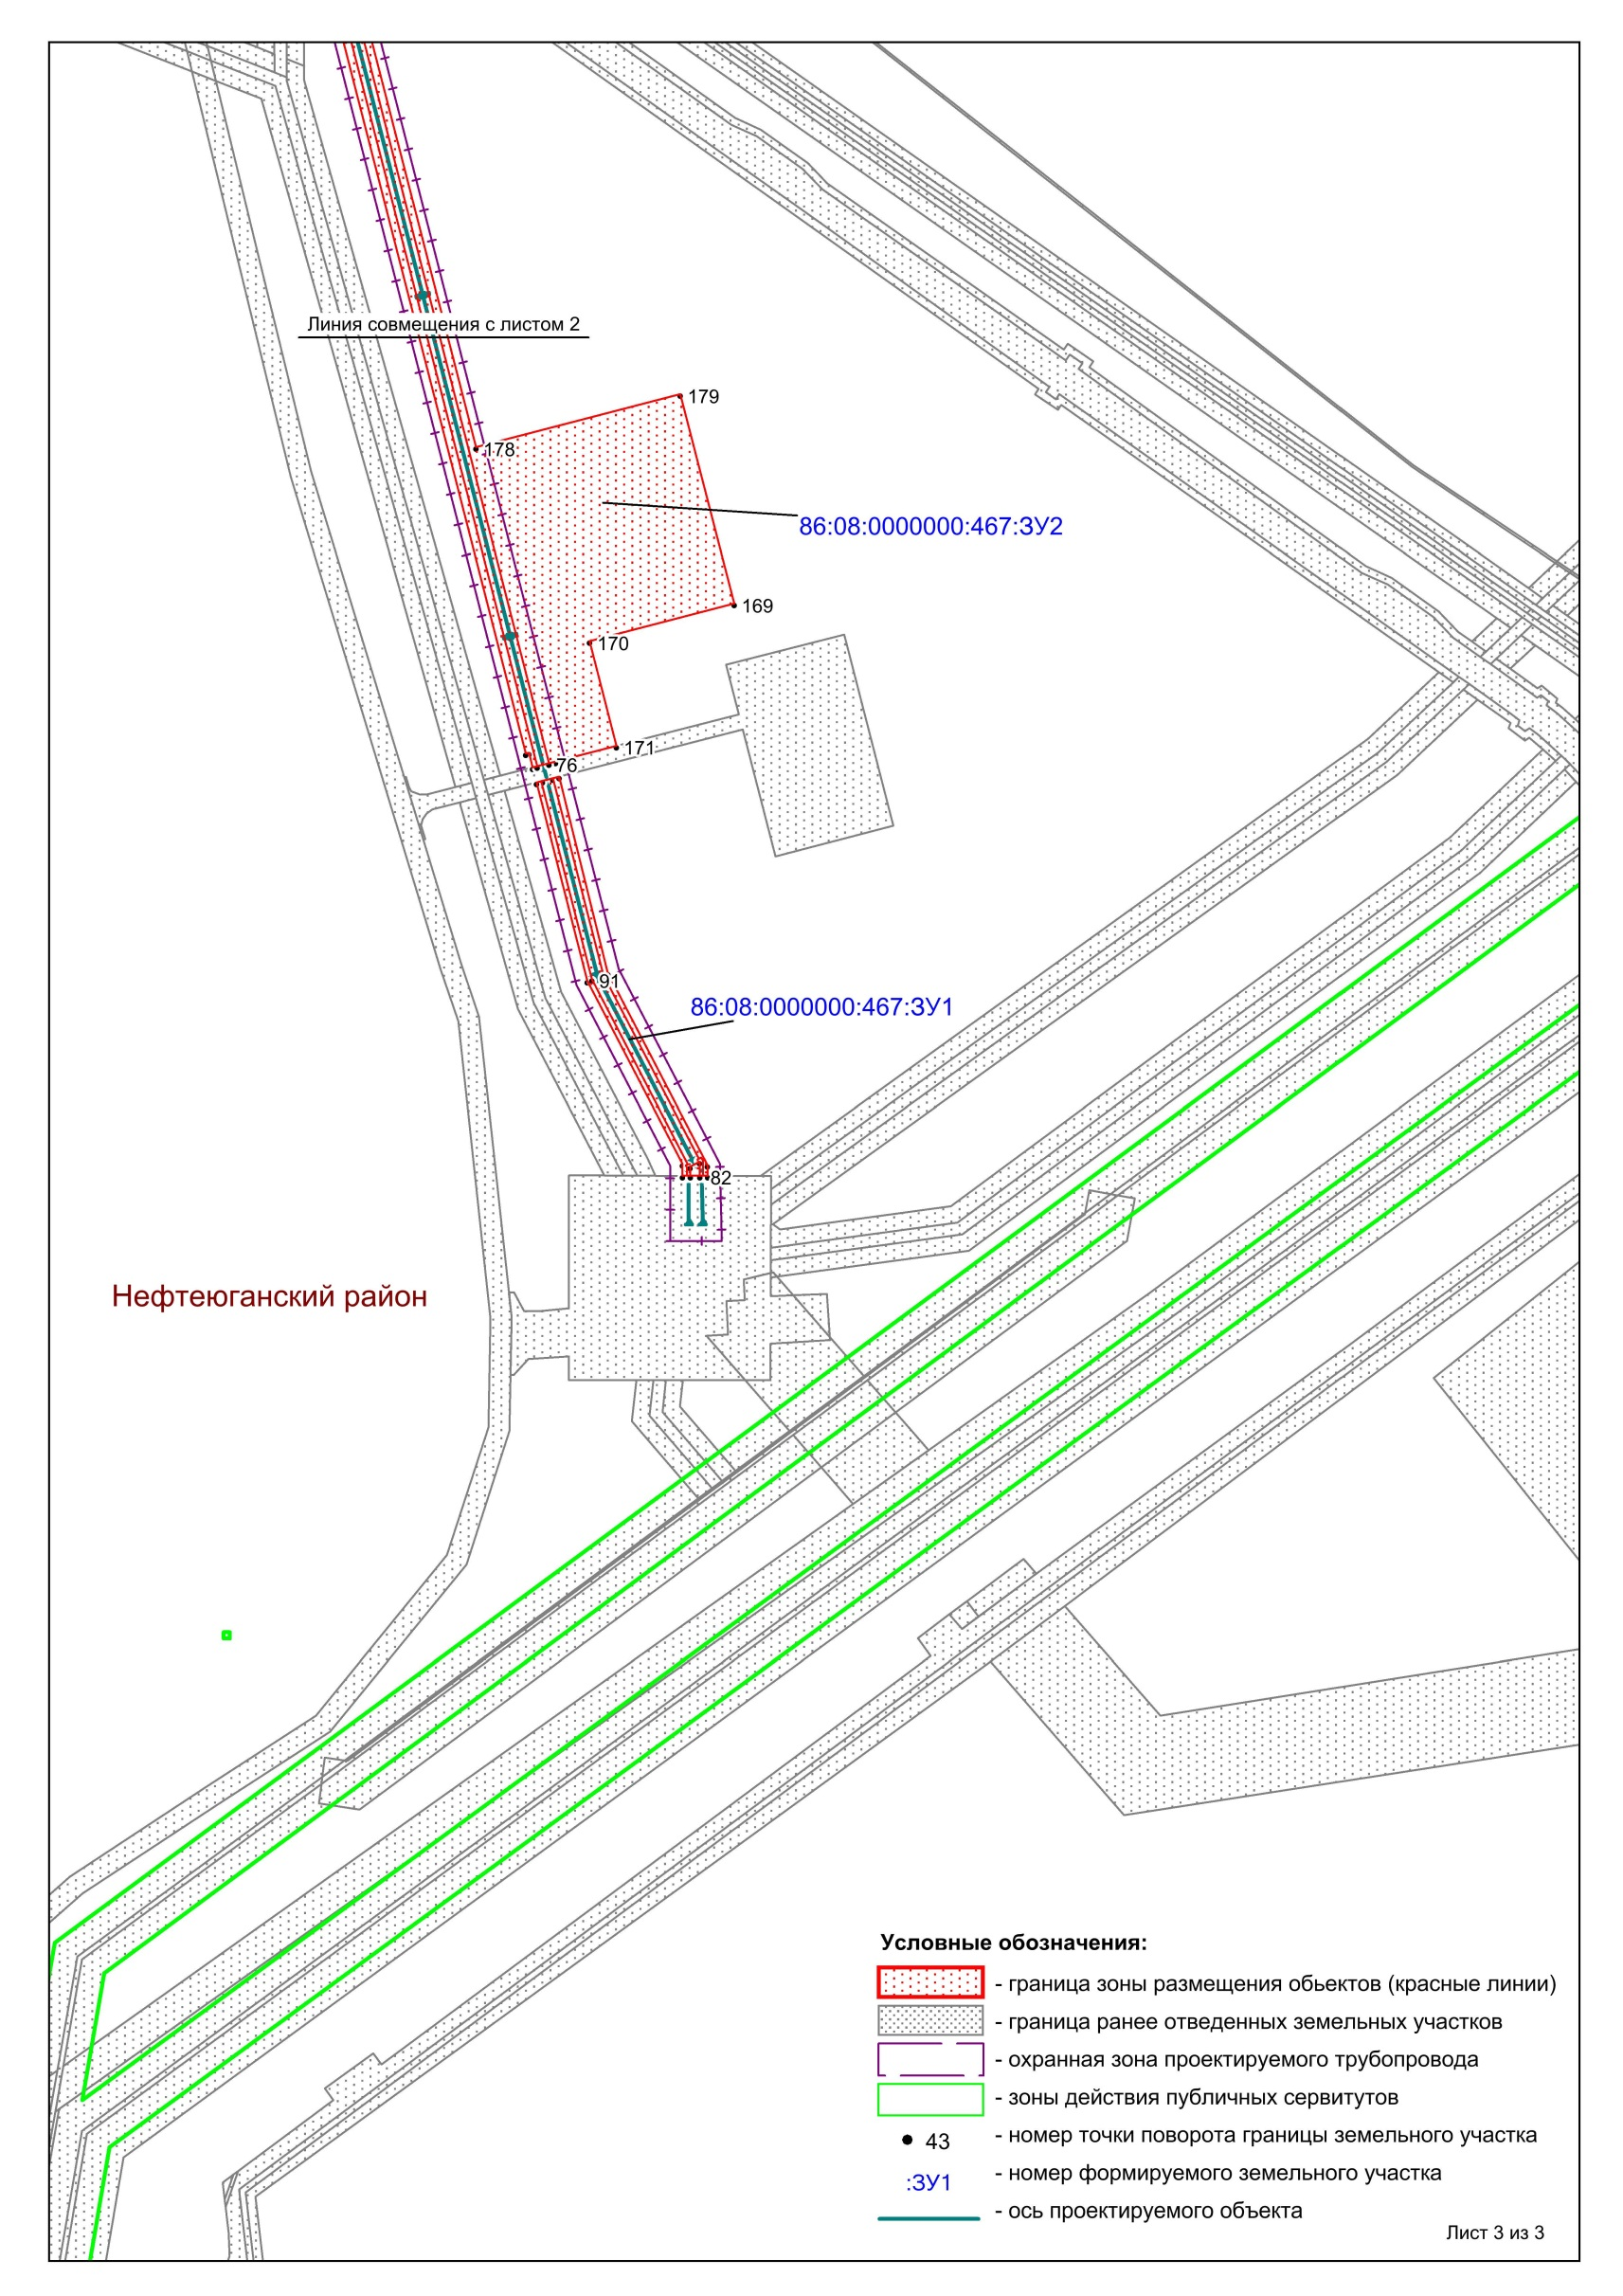 Линия совмещения с листом 2
179
178
86:08:0000000:467:ЗУ2
169
170
171
76
91
86:08:0000000:467:ЗУ1
82
Нефтеюганский район
Условные обозначения:
- граница зоны размещения обьектов (красные линии)
- граница ранее отведенных земельных участков
- охранная зона проектируемого трубопровода
- зоны действия публичных сервитутов
43 - номер точки поворота границы земельного участка
:ЗУ1 - номер формируемого земельного участка
- ось проектируемого объекта
Лист 3 из 3